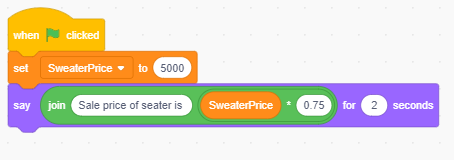 when clicked
set SweaterPrice to 5000
say join Sale price of seater is SweaterPrice * 0.75 for 2 seconds